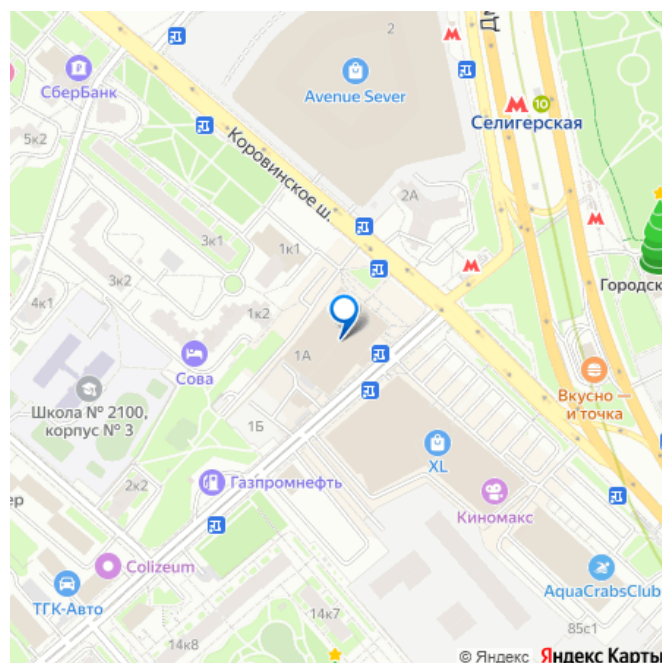 2
СберБанк
Avenue Sever
10
Селигерская
5к2
Коровинское ш.
2А
3к1
1к1
3к2
Городск
4к1
1к2
1А
Сова
Вкусно —
и точка
Школа № 2100,
корпус № 3
1Б
XL
2к2
Газпромнефть
ер
Киномакс
Colizeum
ТГК-Авто
AquaCrabsClub
14к7
85с1
14к8
© Яндекс Яндекс Карты